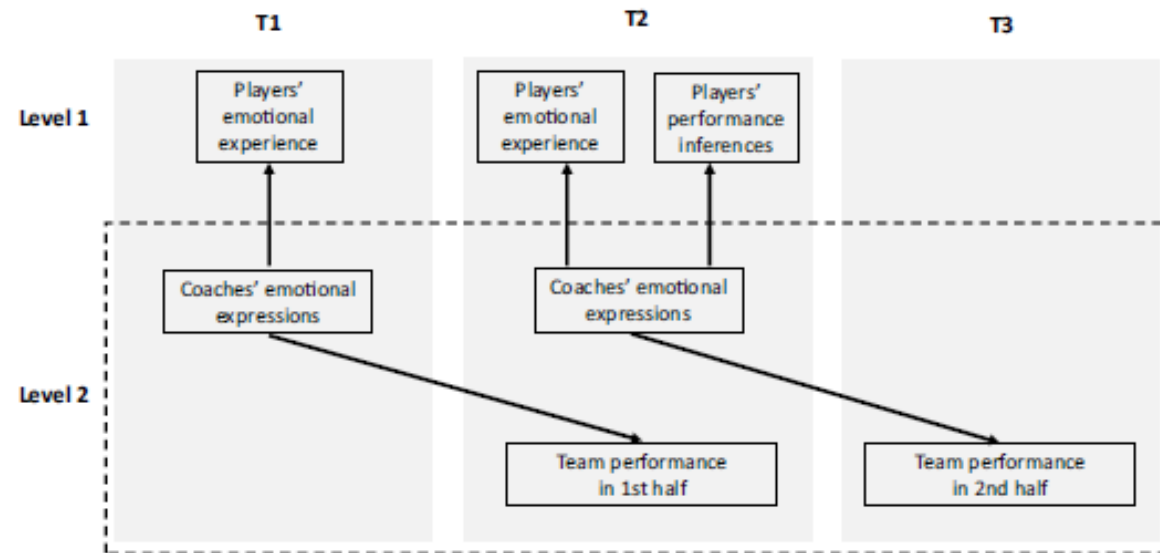 T1
T2
T3
Level 1
Players'
emotional
experience
Players'
emotional
experience
Players'
performance
inferences
Coaches' emotional
expressions
Coaches' emotional
expressions
Level 2
Team performance
in 1st half
Team performance
in 2nd half